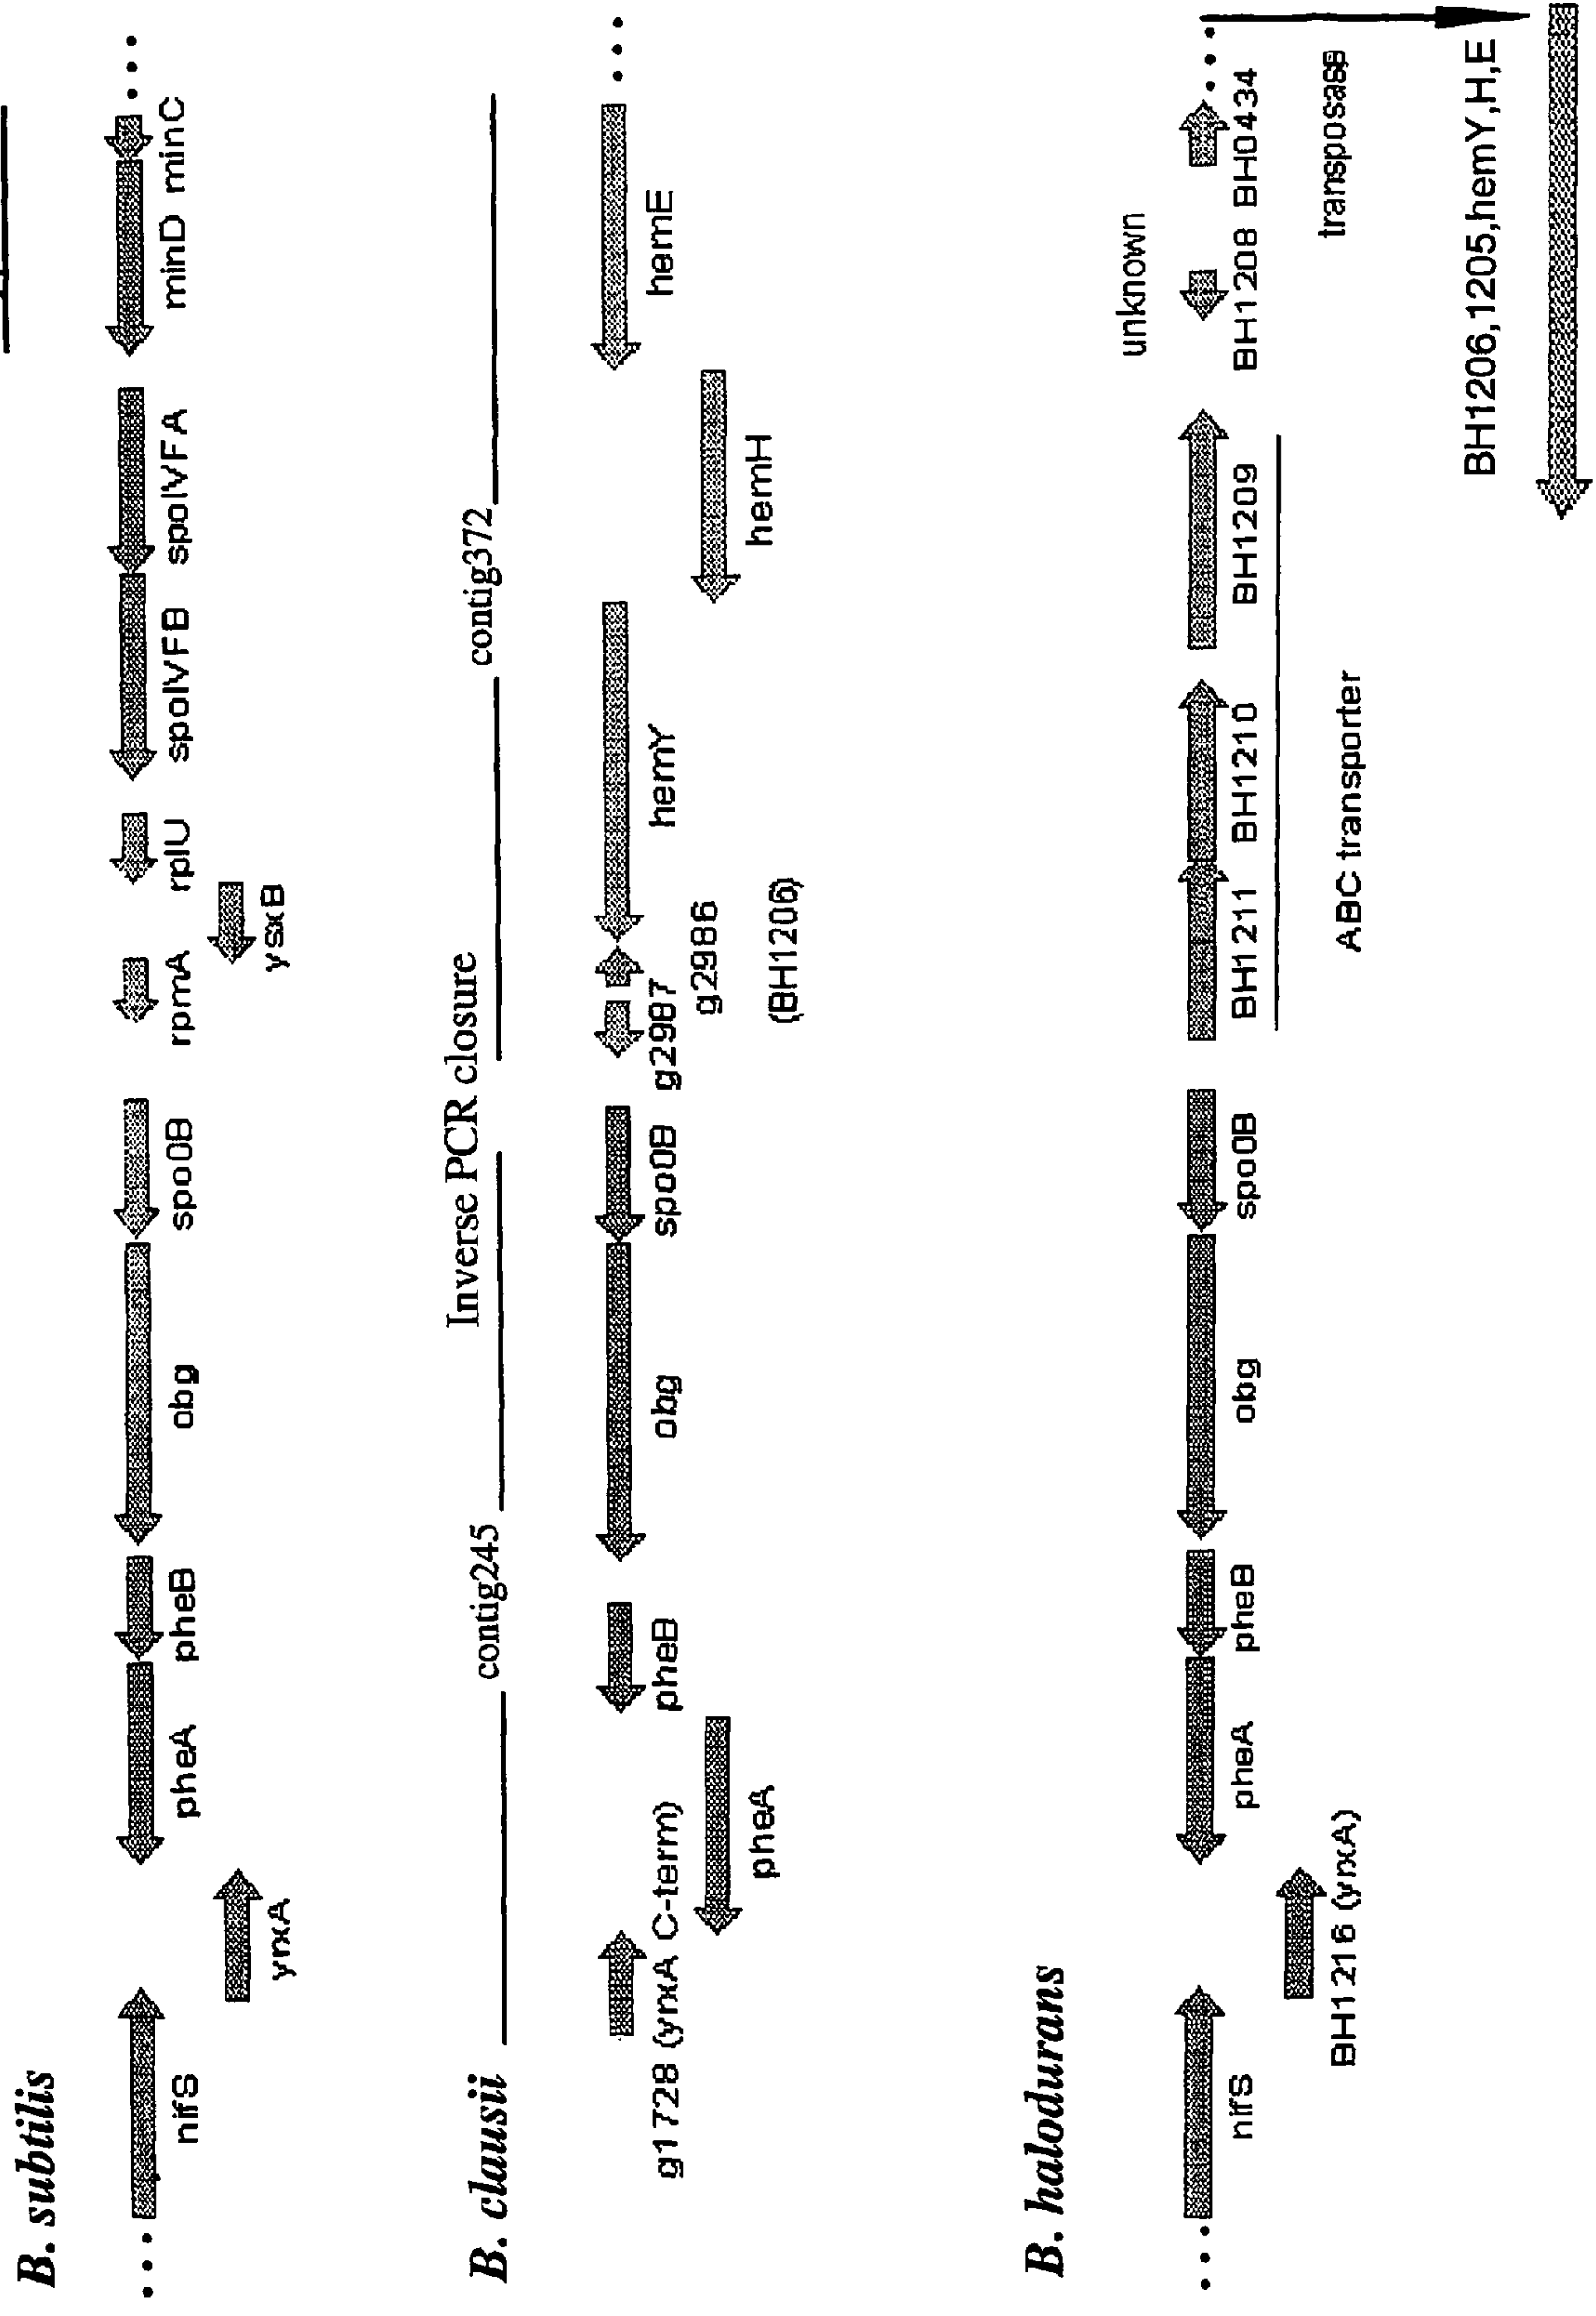 B. subtilis
nifS
yrxA
pheA
pheB
obg
spo0B
rpmA
ysxB
rplU
spoIVFB
spoIVFA
minD minC
B. clausii
contig245
Inverse PCR closure
contig372
g1728 (yrxA C-term)
pheA
pheB
obg
spo0B
g2987
g2986
(BH1206)
hemY
hemH
hemE
B. halodurans
nifS
BH1216 (yrxA)
pheA
pheB
obg
spo0B
BH1211
BH1210
BH1209
ABC transporter
unknown
BH1208 BH0434
transposase
BH1206,1205,hemY,H,E